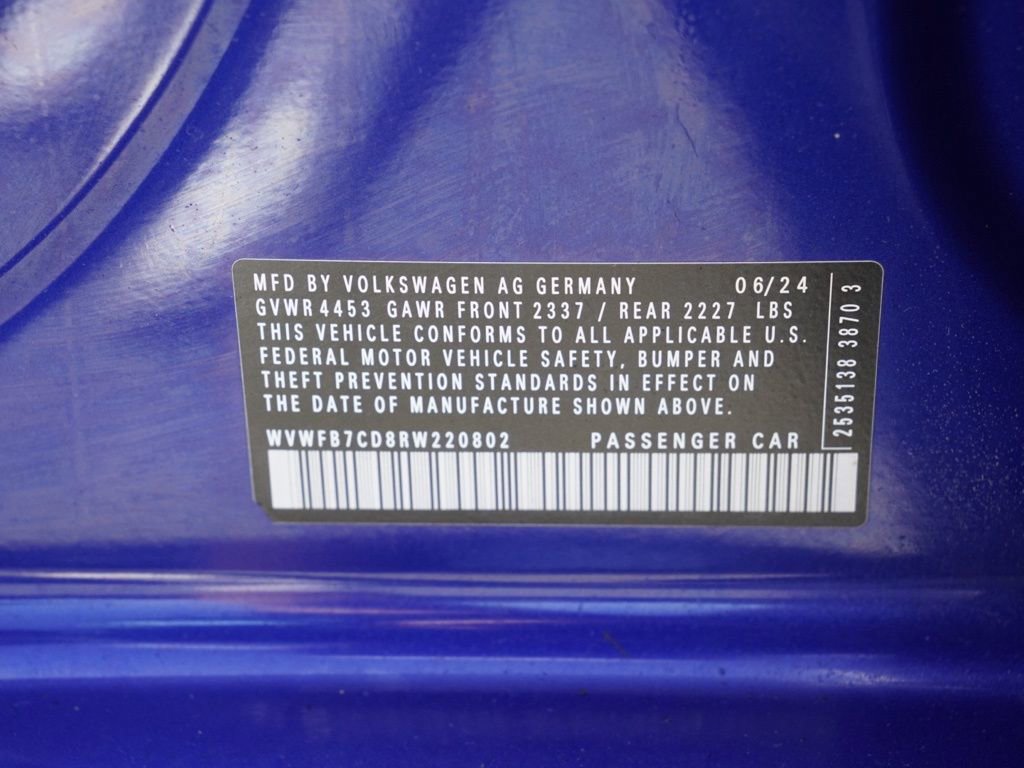 MFD BY VOLKSWAGEN AG GERMANY 06/24
GVWR 4453 GAWR FRONT 2337 / REAR 2227 LBS
THIS VEHICLE CONFORMS TO ALL APPLICABLE U.S.
FEDERAL MOTOR VEHICLE SAFETY, BUMPER AND
THEFT PREVENTION STANDARDS IN EFFECT ON
THE DATE OF MANUFACTURE SHOWN ABOVE.
WVWFB7CD8RW220802 PASSENGER CAR
2535138 3870 3